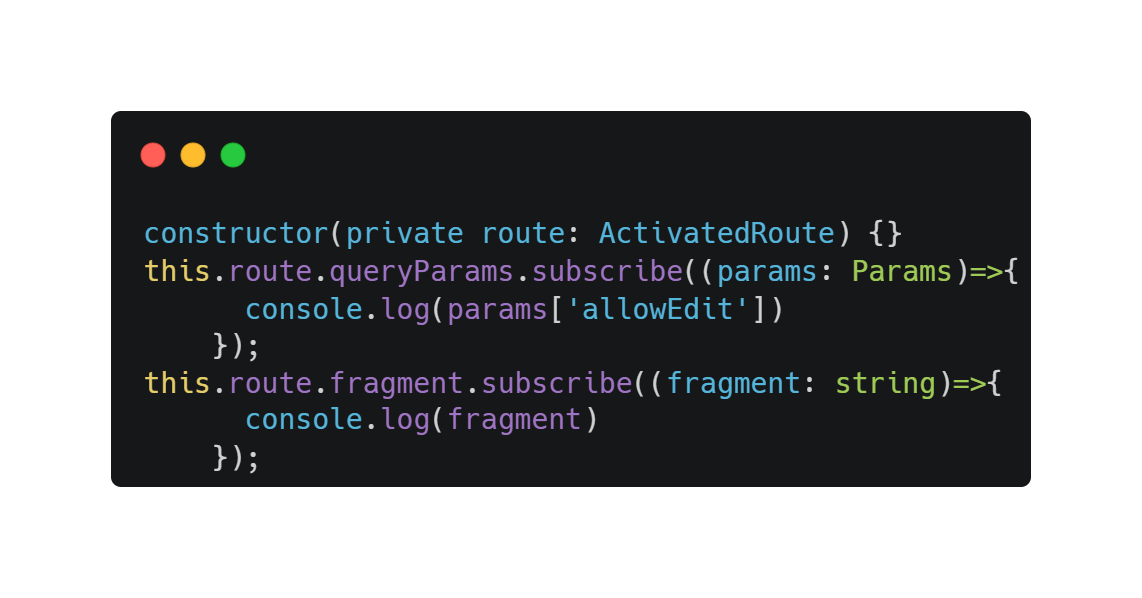 constructor(private route: ActivatedRoute) {}
this.route.queryParams.subscribe((params: Params)=>{
      console.log(params['allowEdit'])
    });
this.route.fragment.subscribe((fragment: string)=>{
      console.log(fragment)
    });